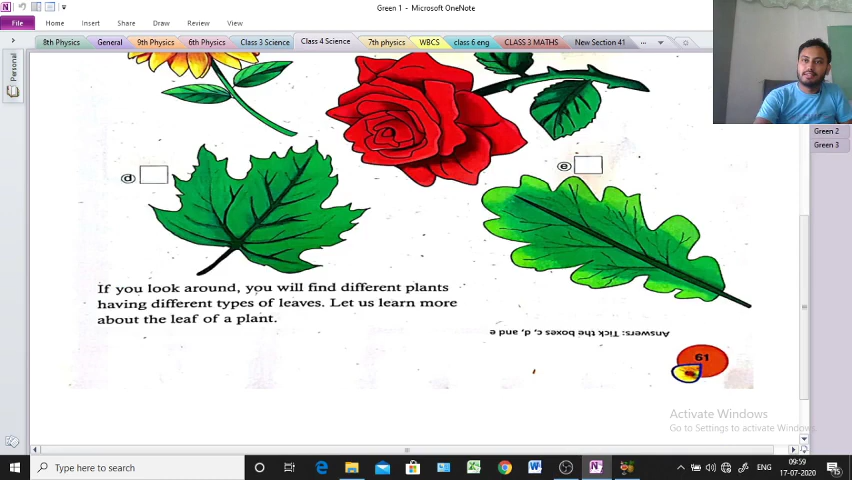 Green 1 - Microsoft OneNote
File Home Insert Share Draw Review View
8th Physics General 9th Physics 6th Physics Class 3 Science Class 4 Science 7th physics WBCS class 6 eng CLASS 3 MATHS New Section 41 ...
Personal
Green 2
Green 3
d
e
If you look around, you will find different plants
having different types of leaves. Let us learn more
about the leaf of a plant.
Answers: Tick the boxes c, d, and e
61
Activate Windows
Go to Settings to activate Windows.
Type here to search
ENG
09:59
17-07-2020
15